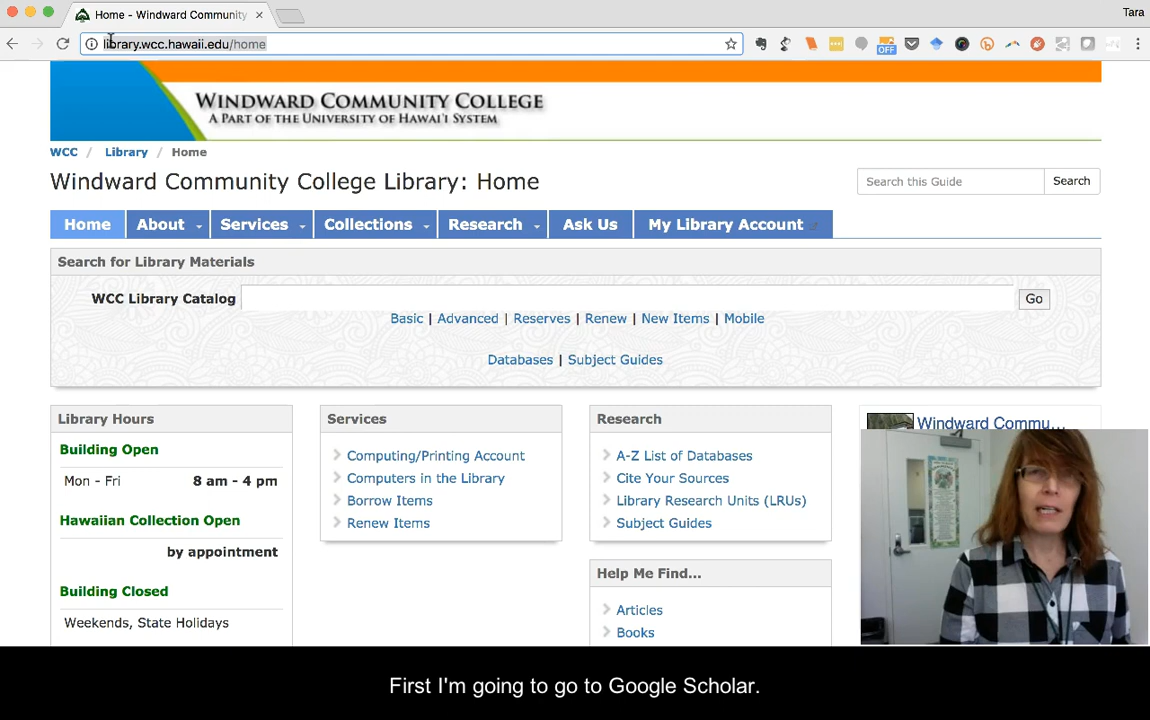 Home - Windward Community
Tara
library.wcc.hawaii.edu/home
OFF
WINDWARD COMMUNITY COLLEGE
A PART OF THE UNIVERSITY OF HAWAI'I SYSTEM
WCC / Library / Home
Windward Community College Library: Home
Search this Guide
Search
Home About Services Collections Research Ask Us My Library Account
Search for Library Materials
WCC Library Catalog
Go
Basic | Advanced | Reserves | Renew | New Items | Mobile
Databases | Subject Guides
Library Hours
Building Open
Mon - Fri 8 am - 4 pm
Hawaiian Collection Open
by appointment
Building Closed
Weekends, State Holidays
Services
Computing/Printing Account
Computers in the Library
Borrow Items
Renew Items
Research
A-Z List of Databases
Cite Your Sources
Library Research Units (LRUs)
Subject Guides
Help Me Find...
Articles
Books
Windward Commu...
First I'm going to go to Google Scholar.